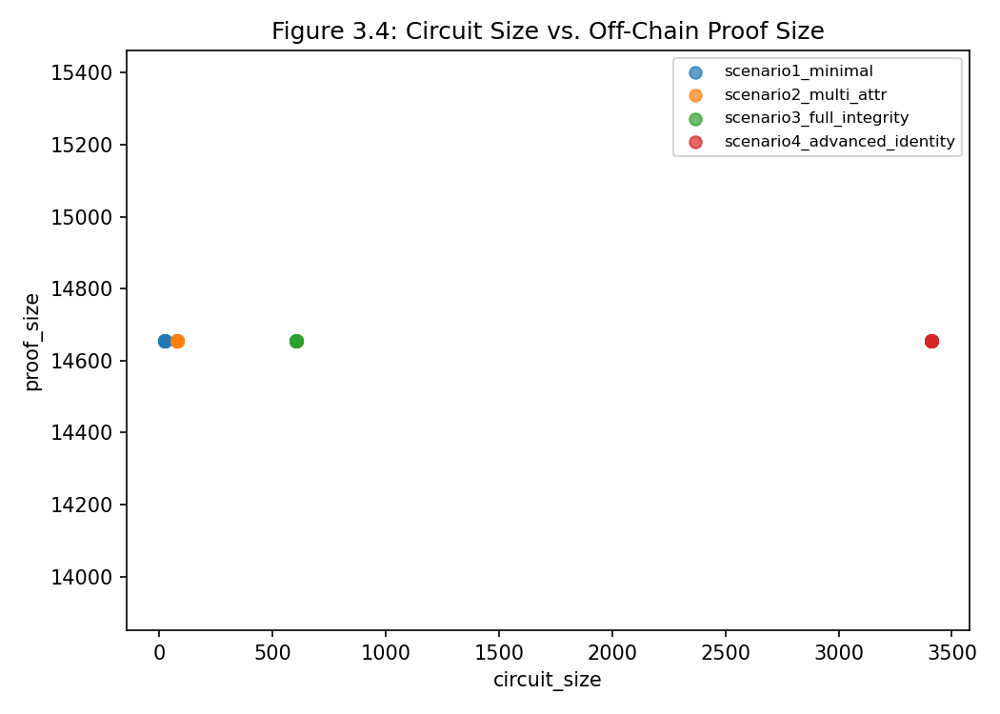 Figure 3.4: Circuit Size vs. Off-Chain Proof Size
scenario1_minimal
scenario2_multi_attr
scenario3_full_integrity
scenario4_advanced_identity
proof_size
15400
15200
15000
14800
14600
14400
14200
14000
0 500 1000 1500 2000 2500 3000 3500
circuit_size